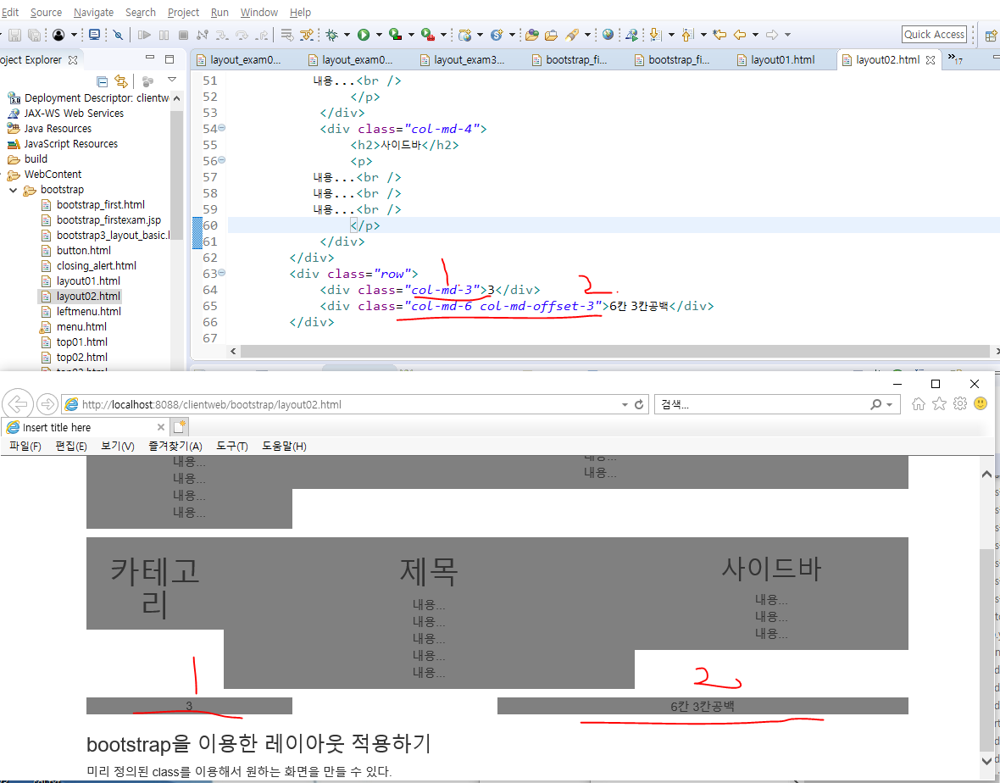 Edit Source Navigate Search Project Run Window Help
Quick Access
oject Explorer
layout_exam0... layout_exam0... layout_exam3... bootstrap_fi... bootstrap_fi... layout01.html layout02.html »17
Deployment Descriptor: clientw
JAX-WS Web Services
Java Resources
JavaScript Resources
build
WebContent
bootstrap
bootstrap_first.html
bootstrap_firstexam.jsp
bootstrap3_layout_basic.l
button.html
closing_alert.html
layout01.html
layout02.html
leftmenu.html
menu.html
top01.html
top02.html
51 내용...<br />
52 </p>
53 </div>
54 <div class="col-md-4">
55 <h2>사이드바</h2>
56 <p>
57 내용...<br />
58 내용...<br />
59 내용...<br />
60 </p>
61 </div>
62 </div>
63 <div class="row">
64 <div class="col-md-3">3</div>
65 <div class="col-md-6 col-md-offset-3">6칸 3칸공백</div>
66 </div>
67
1
2
http://localhost:8088/clientweb/bootstrap/layout02.html
검색...
Insert title here
파일(F) 편집(E) 보기(V) 즐겨찾기(A) 도구(T) 도움말(H)
내용...
내용...
내용...
내용...
내용...
내용...
카테고
리
제목
내용...
내용...
내용...
내용...
내용...
사이드바
내용...
내용...
내용...
1
2
3
6칸 3칸공백
bootstrap을 이용한 레이아웃 적용하기
미리 정의된 class를 이용해서 원하는 화면을 만들 수 있다.